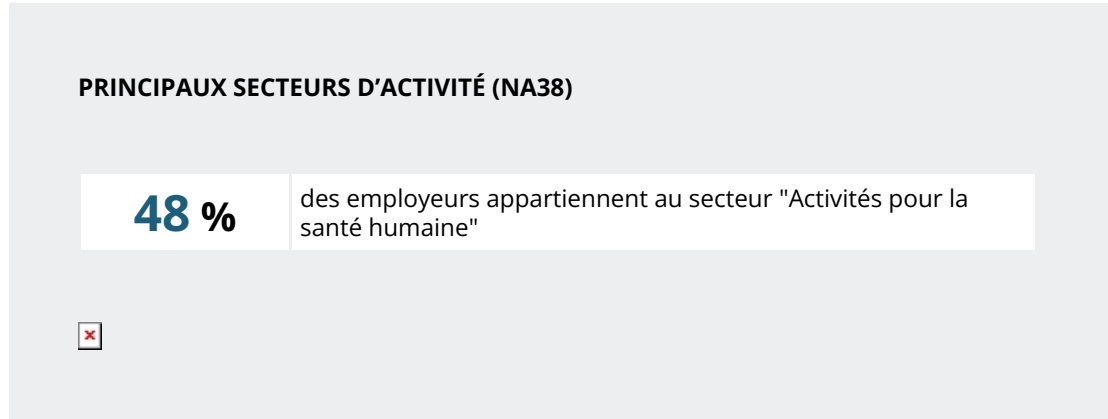 PRINCIPAUX SECTEURS D’ACTIVITÉ (NA38)
48 %
des employeurs appartiennent au secteur "Activités pour la
santé humaine"